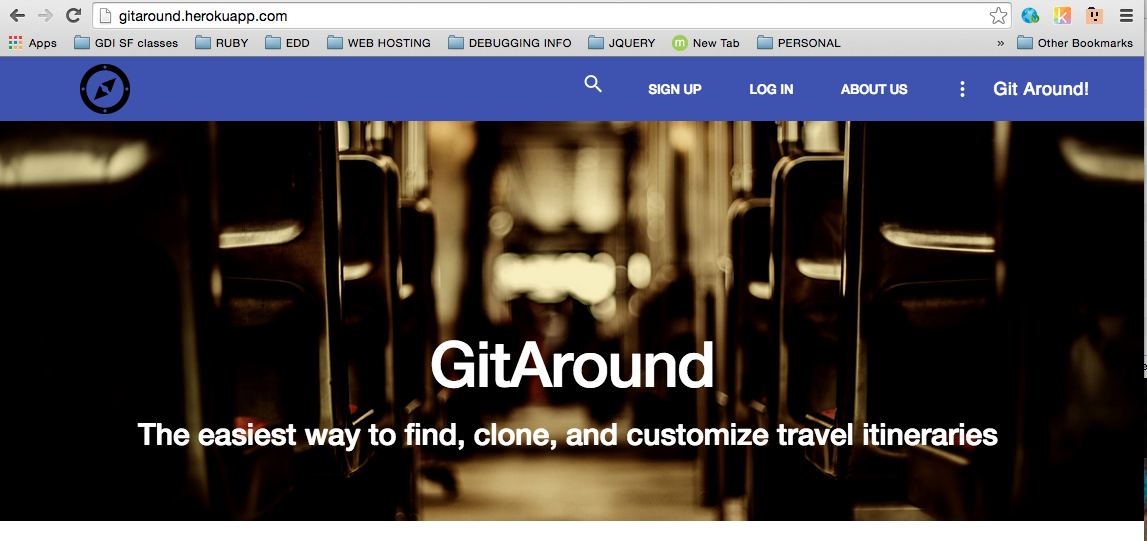 gitaround.herokuapp.com
Apps GDI SF classes RUBY EDD WEB HOSTING DEBUGGING INFO JQUERY New Tab PERSONAL » Other Bookmarks
SIGN UP LOG IN ABOUT US Git Around!
GitAround
The easiest way to find, clone, and customize travel itineraries